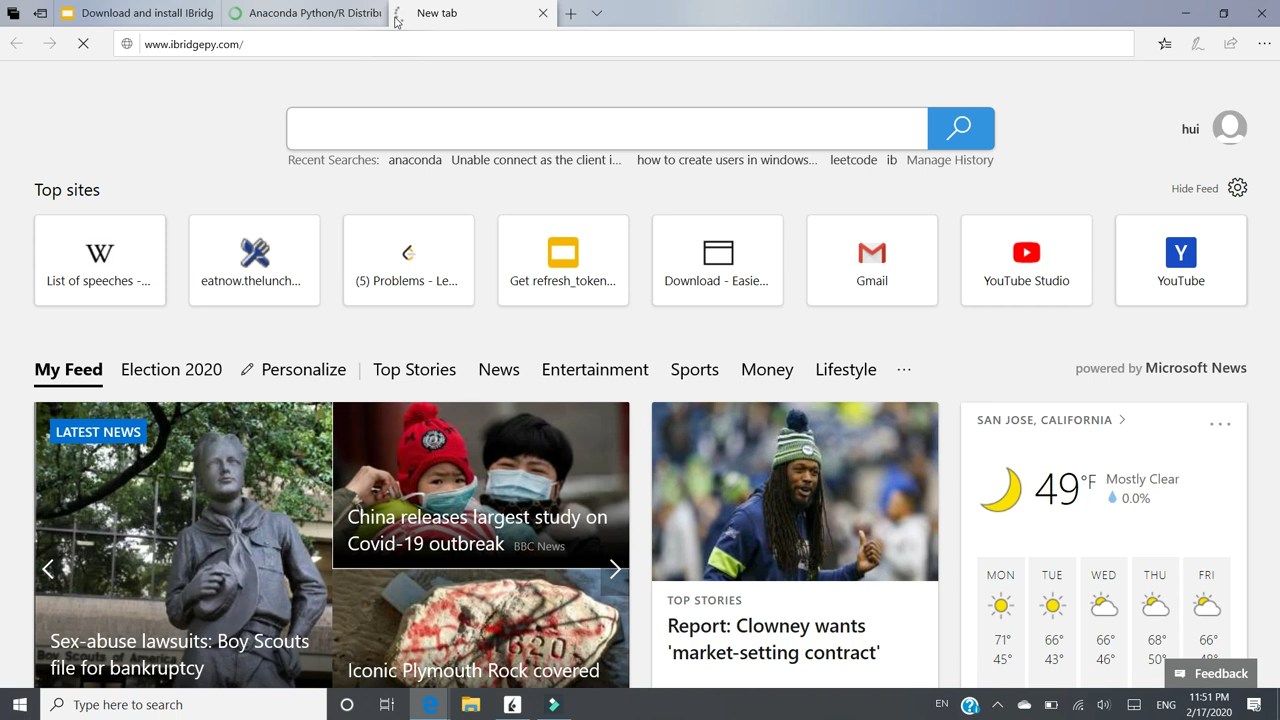 Download and install IBridg
Anaconda Python/R Distribu
New tab
www.ibridgepy.com/
hui
Recent Searches: anaconda Unable connect as the client i... how to create users in windows... leetcode ib Manage History
Top sites
Hide Feed
List of speeches -...
eatnow.thelunch...
(5) Problems - Le...
Get refresh_token...
Download - Easie...
Gmail
YouTube Studio
Y
YouTube
My Feed Election 2020 Personalize Top Stories News Entertainment Sports Money Lifestyle ...
powered by Microsoft News
LATEST NEWS
Sex-abuse lawsuits: Boy Scouts
file for bankruptcy
China releases largest study on
Covid-19 outbreak BBC News
1620
Iconic Plymouth Rock covered
TOP STORIES
Report: Clowney wants
'market-setting contract'
SAN JOSE, CALIFORNIA
49°F
Mostly Clear
0.0%
MON TUE WED THU FRI
71° 66° 66° 68° 66°
45° 43° 46° 50° 48°
Feedback
Type here to search
EN
ENG
11:51 PM
2/17/2020